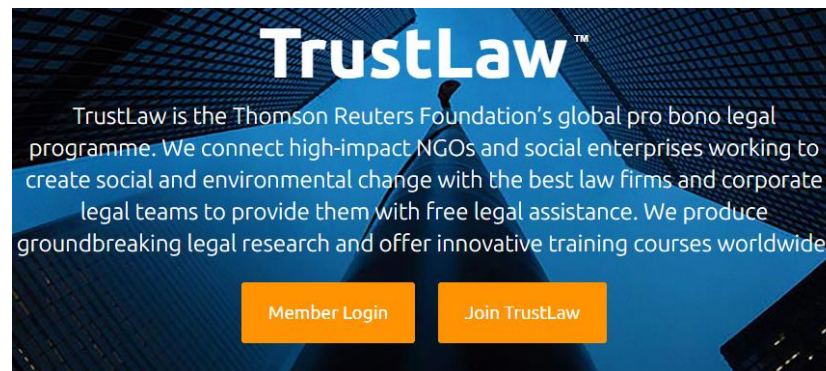 TrustLaw™
TrustLaw is the Thomson Reuters Foundation's global pro bono legal
programme. We connect high-impact NGOs and social enterprises working to
create social and environmental change with the best law firms and corporate
legal teams to provide them with free legal assistance. We produce
groundbreaking legal research and offer innovative training courses worldwide
Member Login
Join TrustLaw